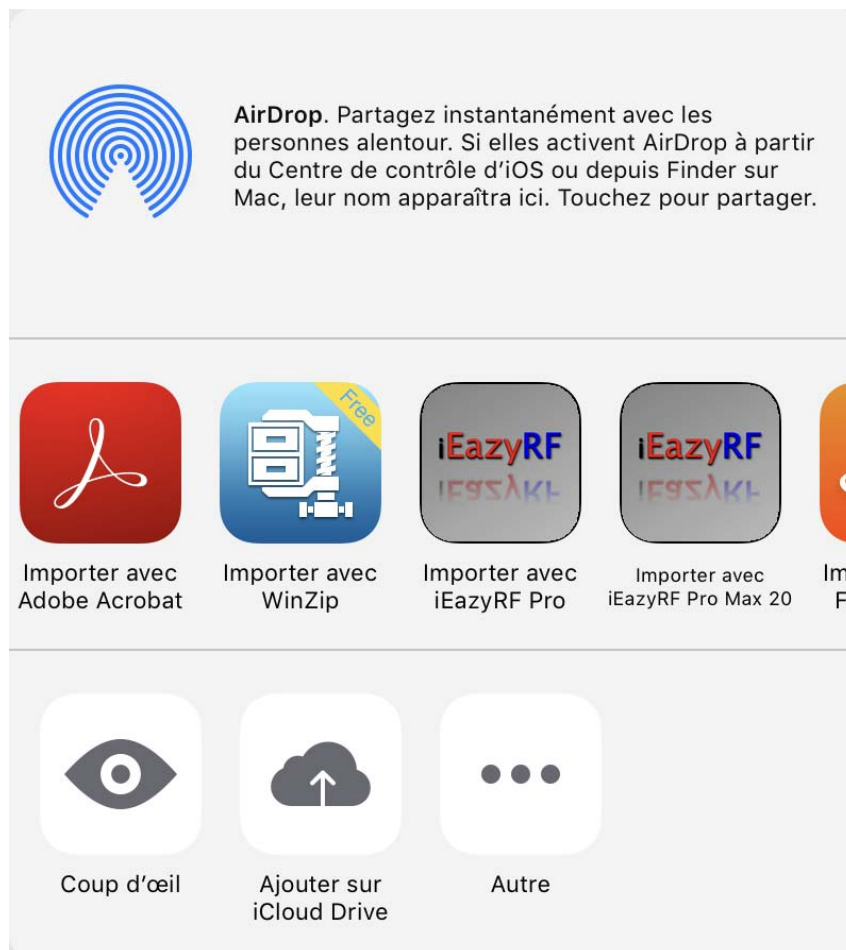 AirDrop. Partagez instantanément avec les
personnes alentour. Si elles activent AirDrop à partir
du Centre de contrôle d’iOS ou depuis Finder sur
Mac, leur nom apparaîtra ici. Touchez pour partager.
Free
iEazyRF
iEazyRF
Importer avec
Adobe Acrobat
Importer avec
WinZip
Importer avec
iEazyRF Pro
Importer avec
iEazyRF Pro Max 20
Im
F
Coup d’œil
Ajouter sur
iCloud Drive
Autre